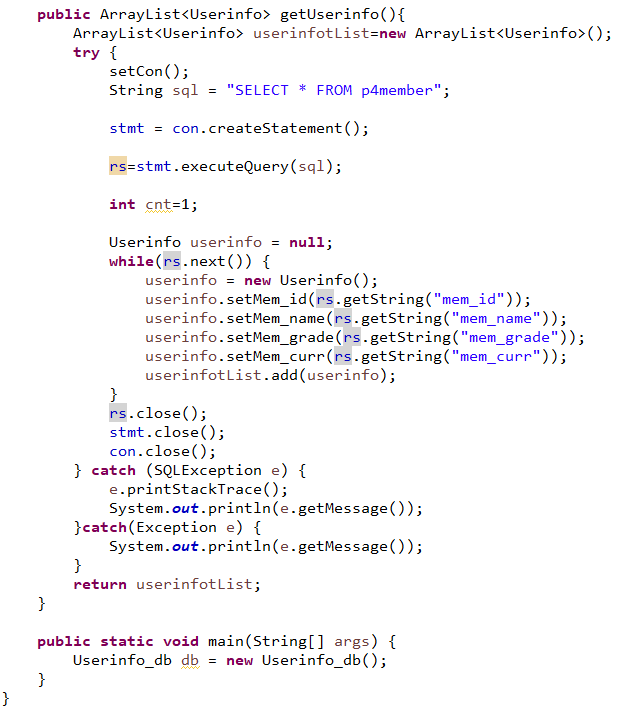 public ArrayList<Userinfo> getUserinfo(){
ArrayList<Userinfo> userinfotList=new ArrayList<Userinfo>();
try {
setCon();
String sql = "SELECT * FROM p4member";
stmt = con.createStatement();
rs=stmt.executeQuery(sql);
int cnt=1;
Userinfo userinfo = null;
while(rs.next()) {
userinfo = new Userinfo();
userinfo.setMem_id(rs.getString("mem_id"));
userinfo.setMem_name(rs.getString("mem_name"));
userinfo.setMem_grade(rs.getString("mem_grade"));
userinfo.setMem_curr(rs.getString("mem_curr"));
userinfotList.add(userinfo);
}
rs.close();
stmt.close();
con.close();
} catch (SQLException e) {
e.printStackTrace();
System.out.println(e.getMessage());
}catch(Exception e) {
System.out.println(e.getMessage());
}
return userinfotList;
}
public static void main(String[] args) {
Userinfo_db db = new Userinfo_db();
}
}